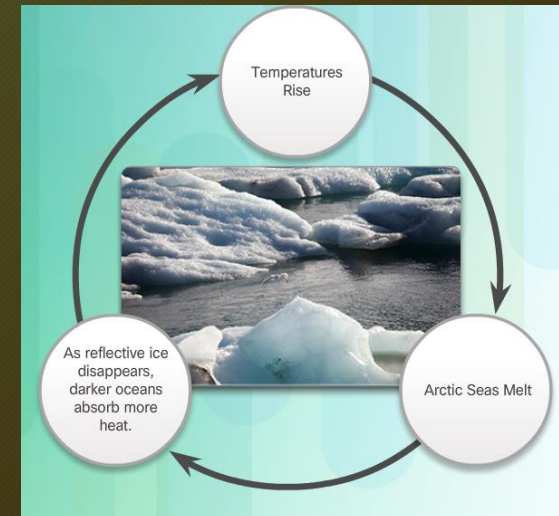 Temperatures
Rise
Arctic Seas Melt
As reflective ice
disappears,
darker oceans
absorb more
heat.